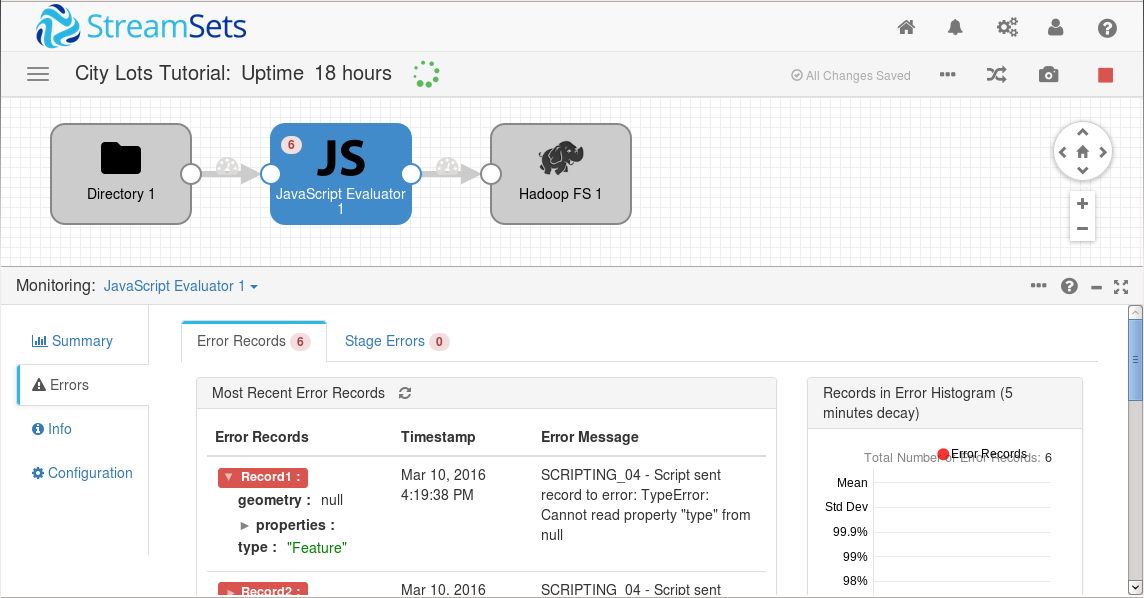 StreamSets
City Lots Tutorial: Uptime 18 hours
All Changes Saved
6
JS
Directory 1
JavaScript Evaluator
1
Hadoop FS 1
Monitoring: JavaScript Evaluator 1
Summary
Errors
Info
Configuration
Error Records 6
Stage Errors 0
Most Recent Error Records
Error Records Timestamp Error Message
Record1 :
geometry : null
properties :
type : "Feature"
Mar 10, 2016
4:19:38 PM
SCRIPTING_04 - Script sent
record to error: TypeError:
Cannot read property "type" from
null
Record2 :
Mar 10, 2016
SCRIPTING_04 - Script sent
Records in Error Histogram (5
minutes decay)
Error Records
Total Number of Error Records: 6
Mean
Std Dev
99.9%
99%
98%